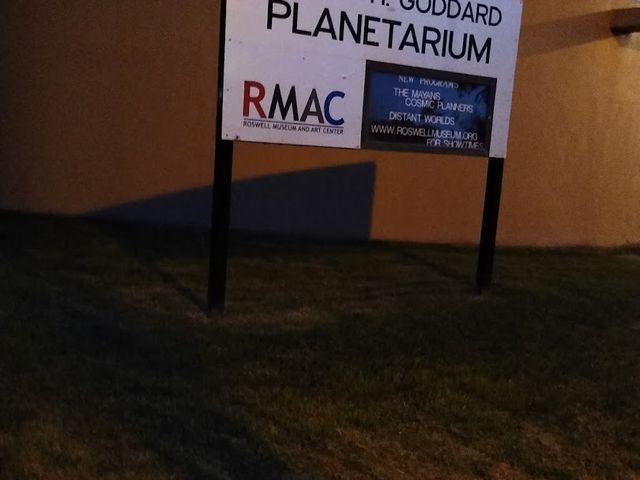 H. GODDARD
PLANETARIUM
RMAC
ROSWELL MUSEUM AND ART CENTER
NEW PROGRAMS
THE MAYANS
COSMIC PLANNERS
DISTANT WORLDS
WWW.ROSWELLMUSEUM.ORG
FOR SHOWTIMES